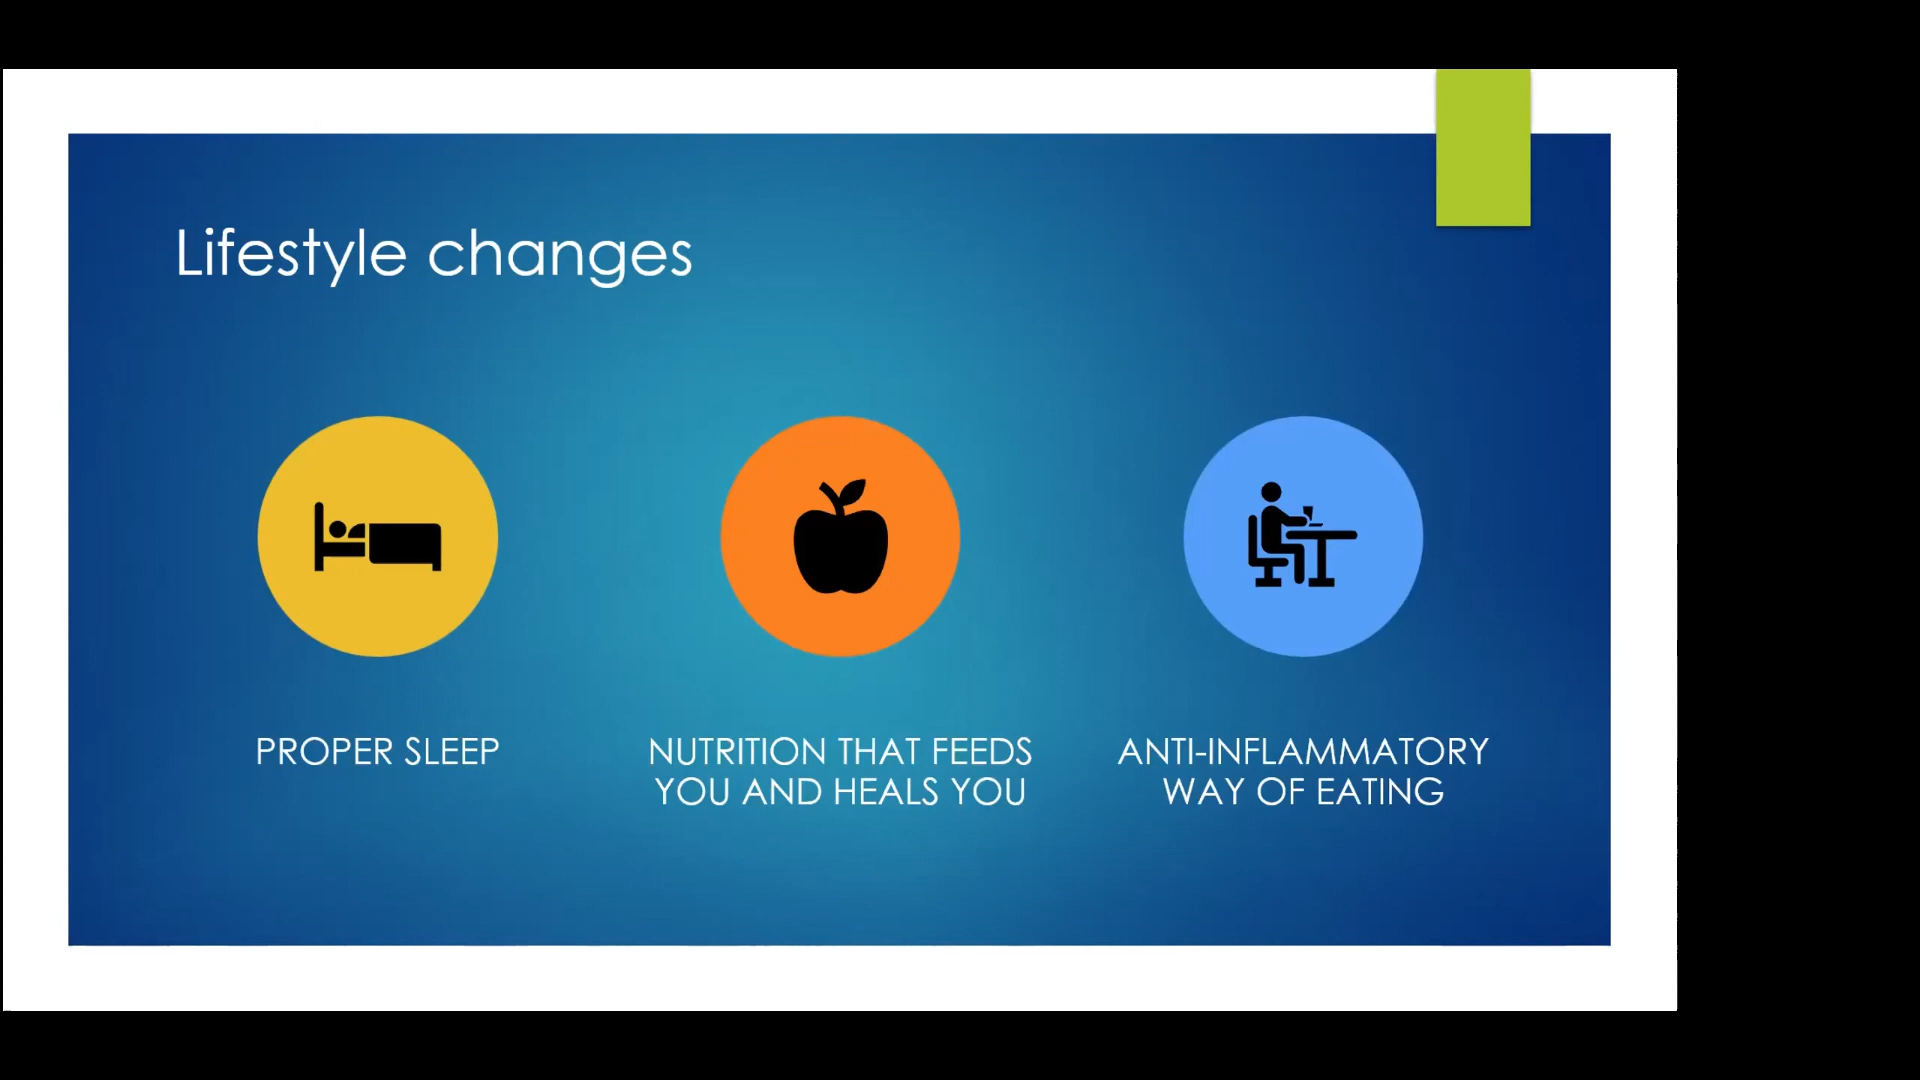 Lifestyle changes
PROPER SLEEP
NUTRITION THAT FEEDS
YOU AND HEALS YOU
ANTI-INFLAMMATORY
WAY OF EATING